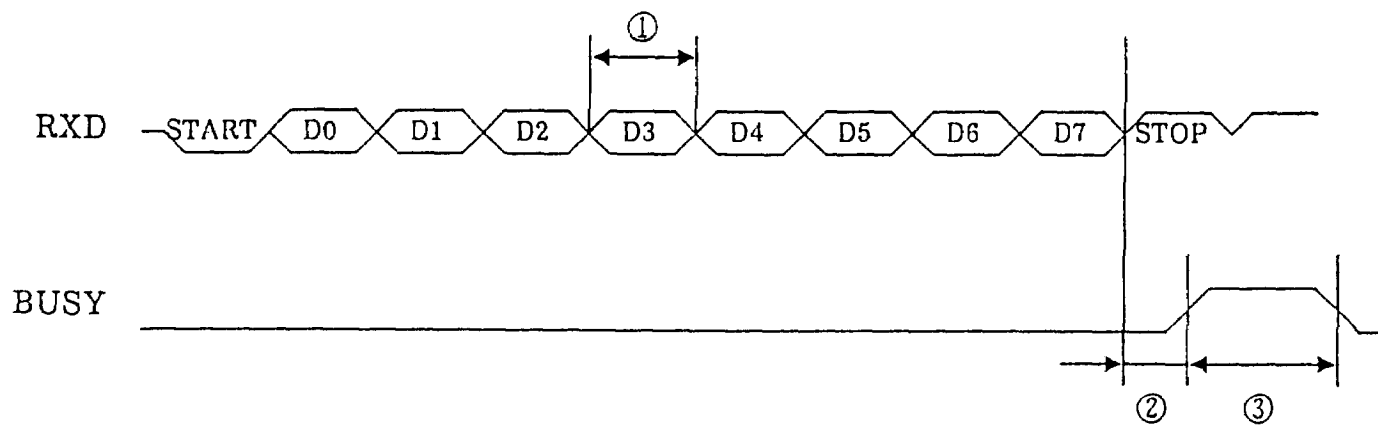 ①
RXD START D0 D1 D2 D3 D4 D5 D6 D7 STOP
BUSY
② ③